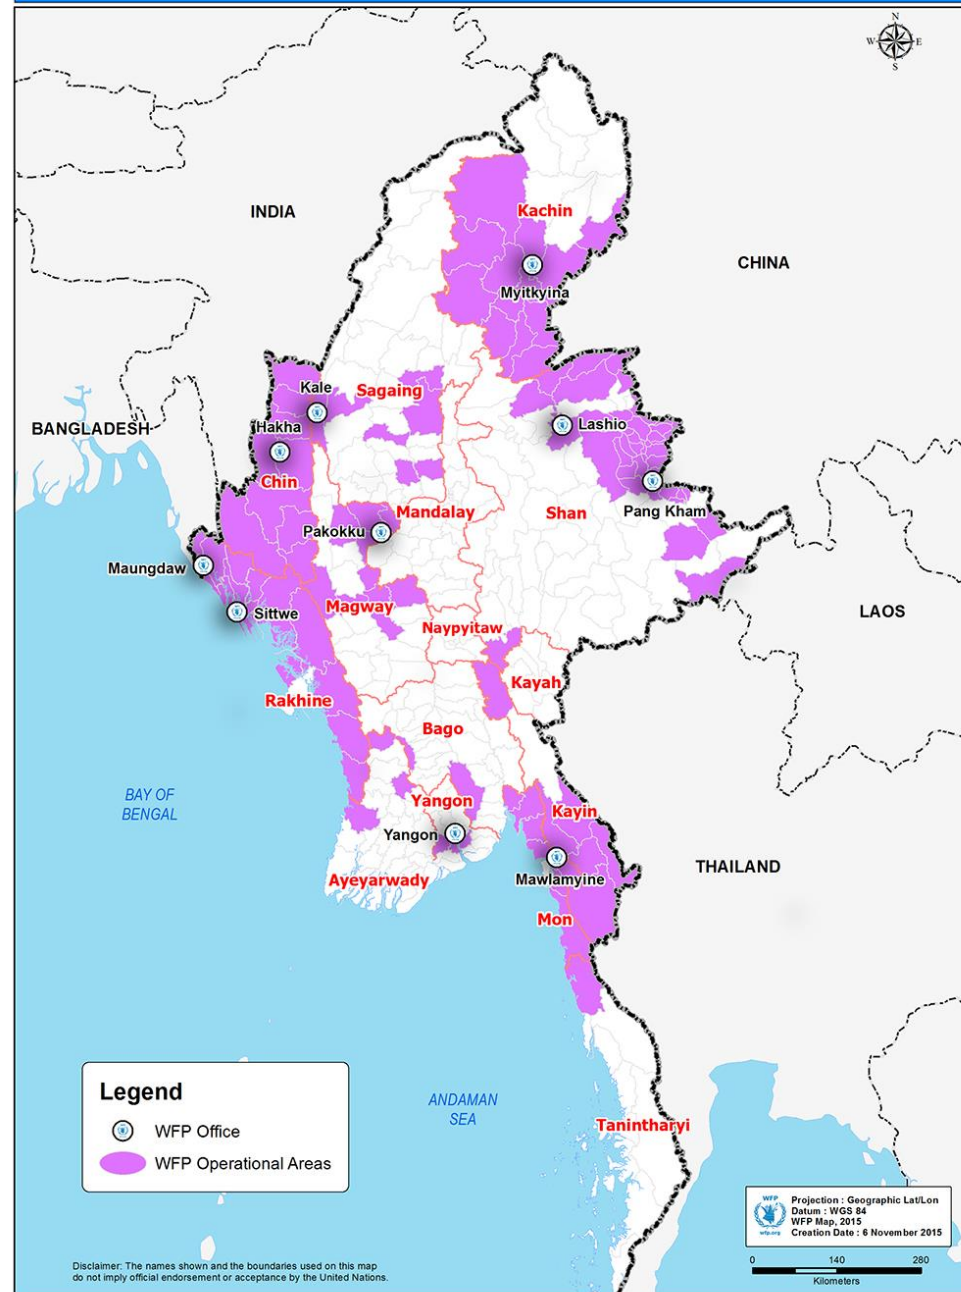 N
W E
S
INDIA
Kachin
CHINA
Myitkyina
Kale
Sagaing
BANGLADESH
Hakha
Lashio
Chin
Mandalay
Shan
Pang Kham
Pakokku
Maungdaw
Magway
Sittwe
LAOS
Naypyitaw
Kayah
Rakhine
Bago
BAY OF
BENGAL
Yangon
Kayin
Yangon
THAILAND
Ayeyarwady
Mawlamyine
Mon
Legend
WFP Office
WFP Operational Areas
ANDAMAN
SEA
Tanintharyi
WFP
wfp.org
Projection : Geographic Lat/Lon
Datum : WGS 84
WFP Map, 2015
Creation Date : 6 November 2015
0 140 280
Kilometers
Disclaimer: The names shown and the boundaries used on this map
do not imply official endorsement or acceptance by the United Nations.